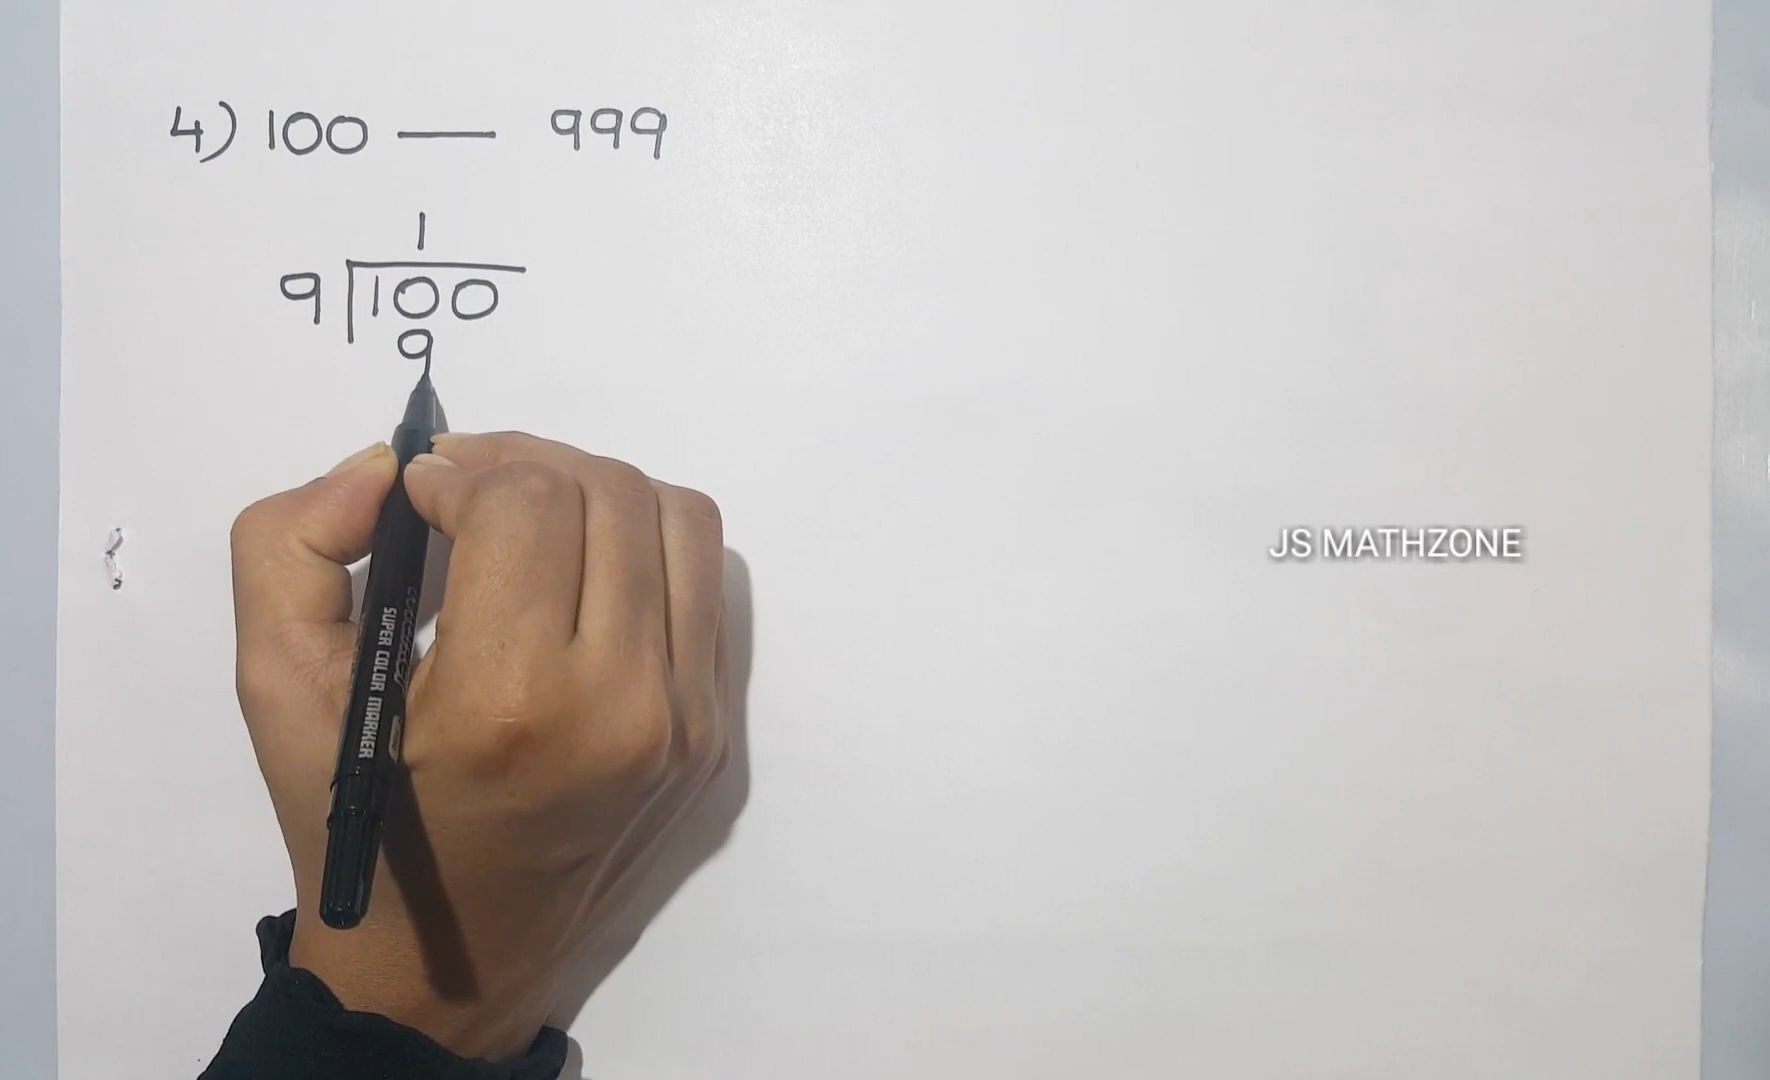 4) 100 — 999
1
9 100
9
JS MATHZONE
SUPER COLOR MARKER